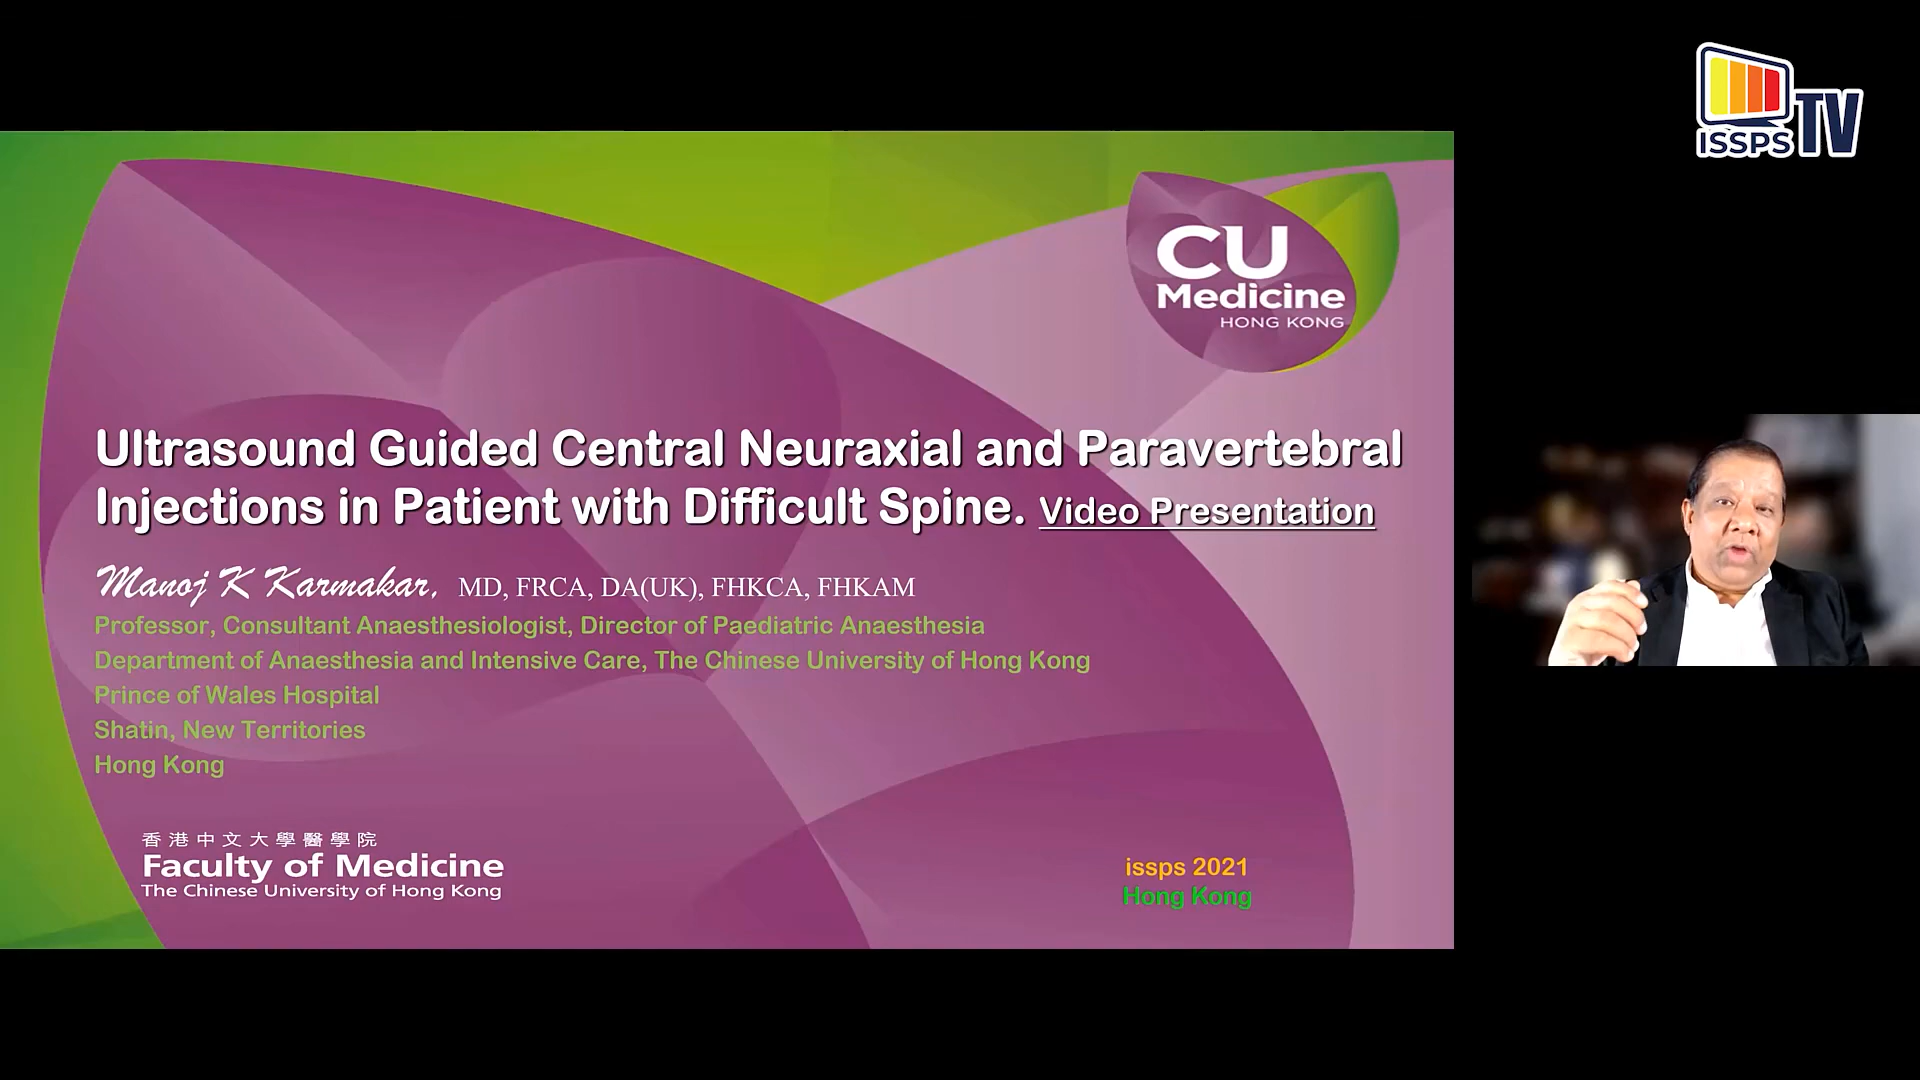 ISSPS TV
CU
Medicine
HONG KONG
Ultrasound Guided Central Neuraxial and Paravertebral
Injections in Patient with Difficult Spine. Video Presentation
Manoj K Karmakar, MD, FRCA, DA(UK), FHKCA, FHKAM
Professor, Consultant Anaesthesiologist, Director of Paediatric Anaesthesia
Department of Anaesthesia and Intensive Care, The Chinese University of Hong Kong
Prince of Wales Hospital
Shatin, New Territories
Hong Kong
香港中文大學醫學院
Faculty of Medicine
The Chinese University of Hong Kong
issps 2021
Hong Kong